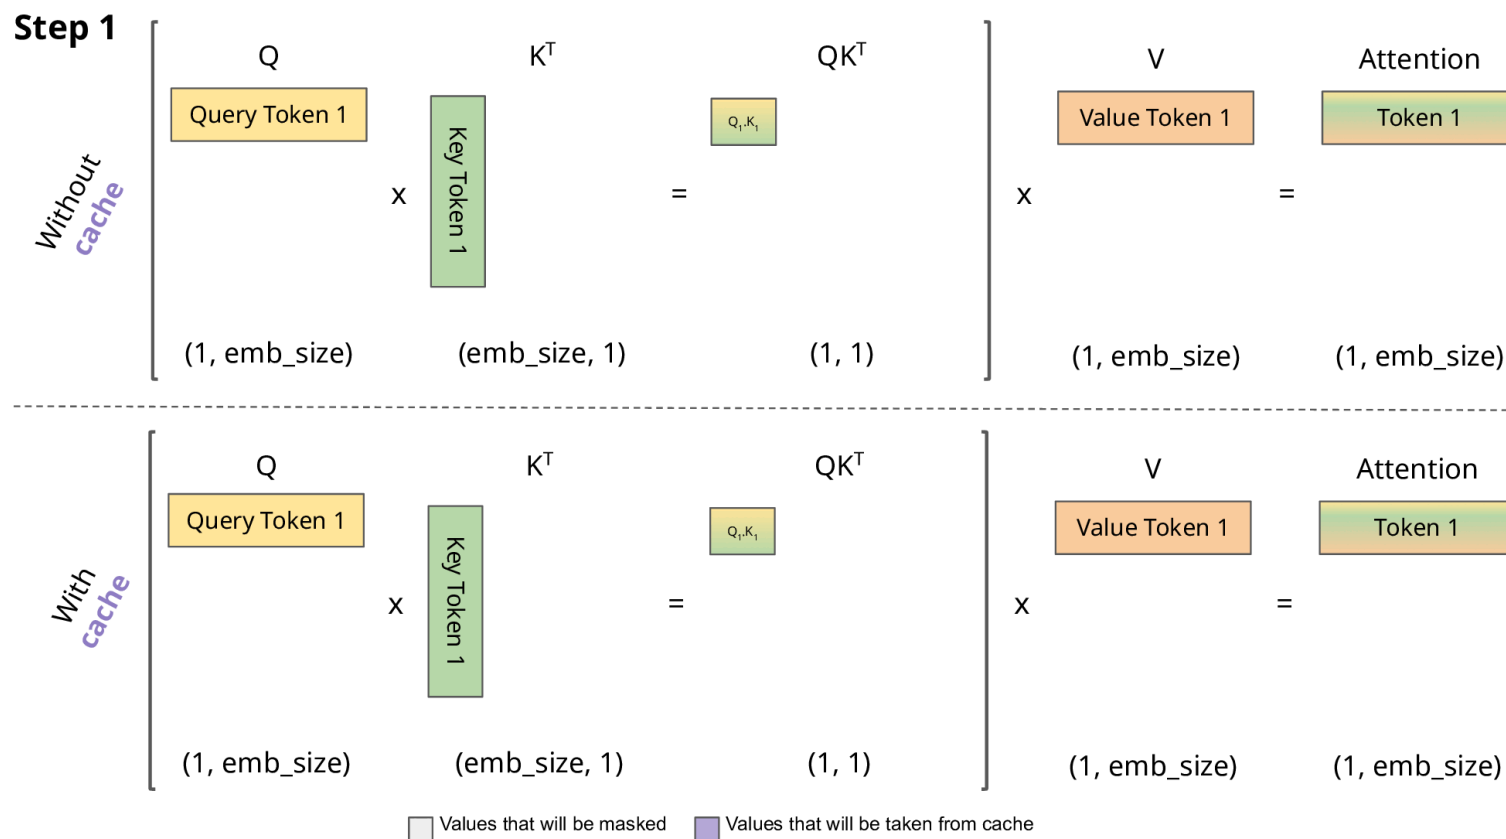 Step 1
Q
K^T
QK^T
V
Attention
Query Token 1
Key Token 1
Q₁.K₁
Value Token 1
Token 1
Without
cache
x
=
x
=
(1, emb_size)
(emb_size, 1)
(1, 1)
(1, emb_size)
(1, emb_size)
Q
K^T
QK^T
V
Attention
Query Token 1
Key Token 1
Q₁.K₁
Value Token 1
Token 1
With
cache
x
=
x
=
(1, emb_size)
(emb_size, 1)
(1, 1)
(1, emb_size)
(1, emb_size)
Values that will be masked
Values that will be taken from cache